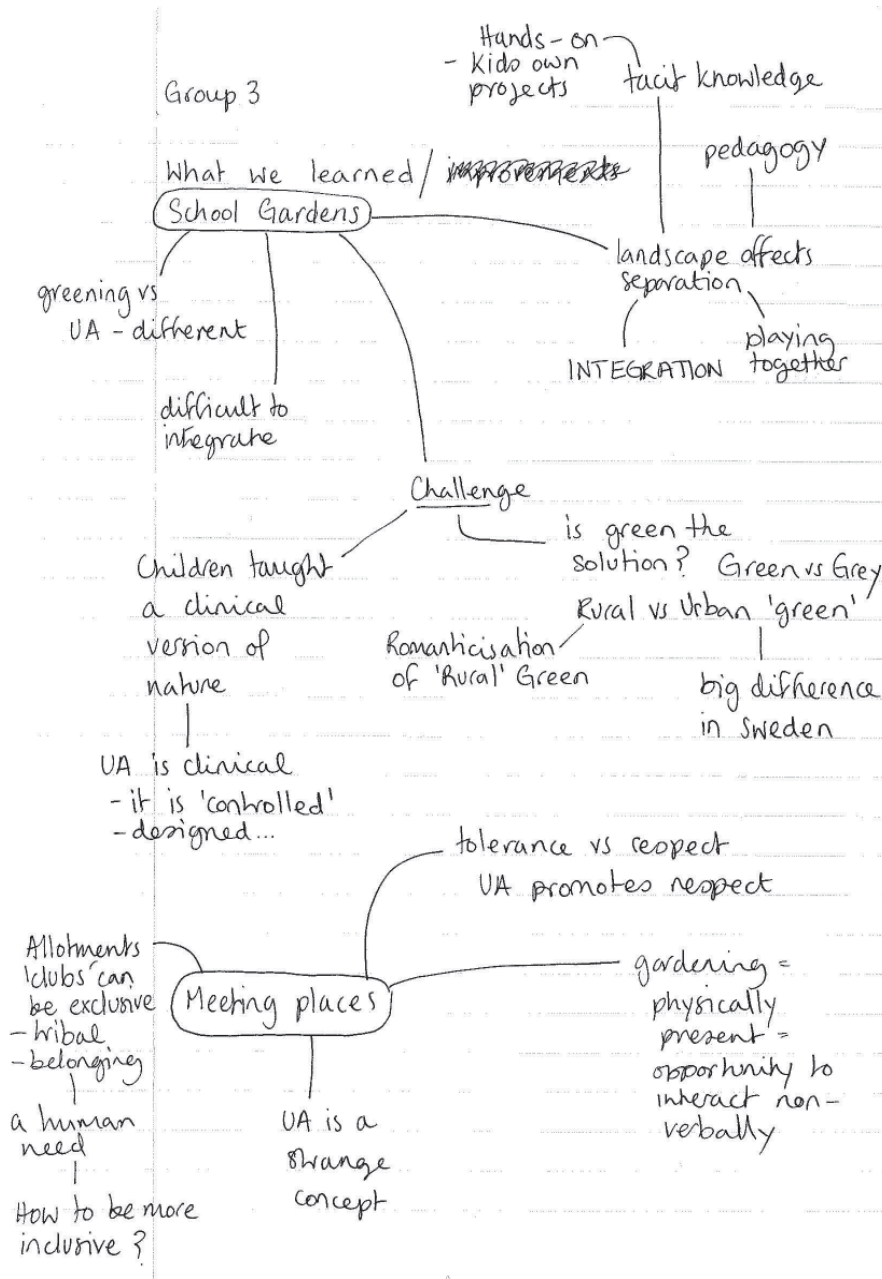 Group 3
What we learned / improvements
School Gardens
greening vs
UA - different
difficult to
integrate
Hands-on
- Kids own
projects
tacit knowledge
pedagogy
landscape affects
separation
INTEGRATION
playing
together
Challenge
Children taught
a clinical
version of
nature
UA is clinical
- it is 'controlled'
- designed...
is green the
solution? Green vs Grey
Rural vs Urban 'green'
Romanticisation
of 'Rural' Green
big difference
in Sweden
Meeting places
tolerance vs respect
UA promotes respect
Allotments
'clubs' can
be exclusive
- tribal
- belonging
a human
need
How to be more
inclusive?
UA is a
strange
concept
gardening =
physically
present =
opportunity to
interact non-
verbally